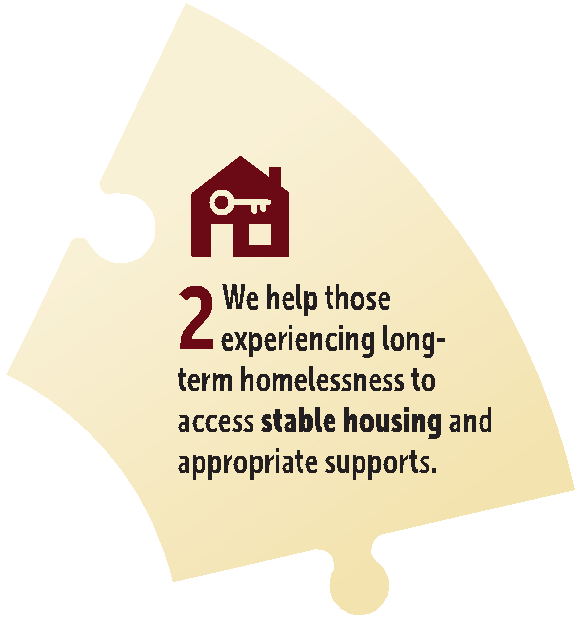 2 We help those
experiencing long-
term homelessness to
access stable housing and
appropriate supports.